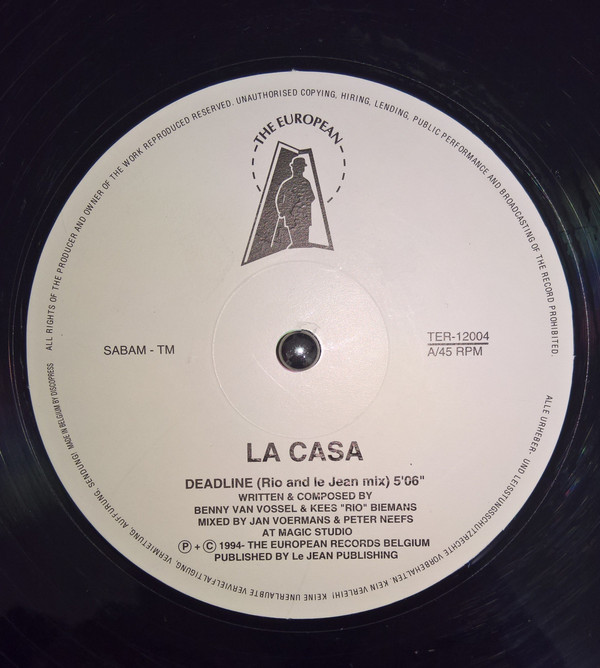 ALL RIGHTS OF THE PRODUCER AND OWNER OF THE WORK REPRODUCED RESERVED. UNAUTHORISED COPYING, HIRING, LENDING, PUBLIC PERFORMANCE AND BROADCASTING OF THE RECORD PROHIBITED.
THE EUROPEAN
SABAM - TM
TER-12004
A/45 RPM
LA CASA
DEADLINE (Rio and le Jean mix) 5'06"
WRITTEN & COMPOSED BY
BENNY VAN VOSSEL & KEES "RIO" BIEMANS
MIXED BY JAN VOERMANS & PETER NEEFS
AT MAGIC STUDIO
Ⓟ + © 1994- THE EUROPEAN RECORDS BELGIUM
PUBLISHED BY Le JEAN PUBLISHING
ALLE URHEBER- UND LEISSTUNGSSCHUTZRECHTE VORBEHALTEN. KEIN VERLEIH! KEINE UNERLAUBTE VERVIELFALTIGUNG, VERMIETUNG, AUFFURUNG, SENDUNG!
MADE IN BELGIUM BY DISCOPRESS